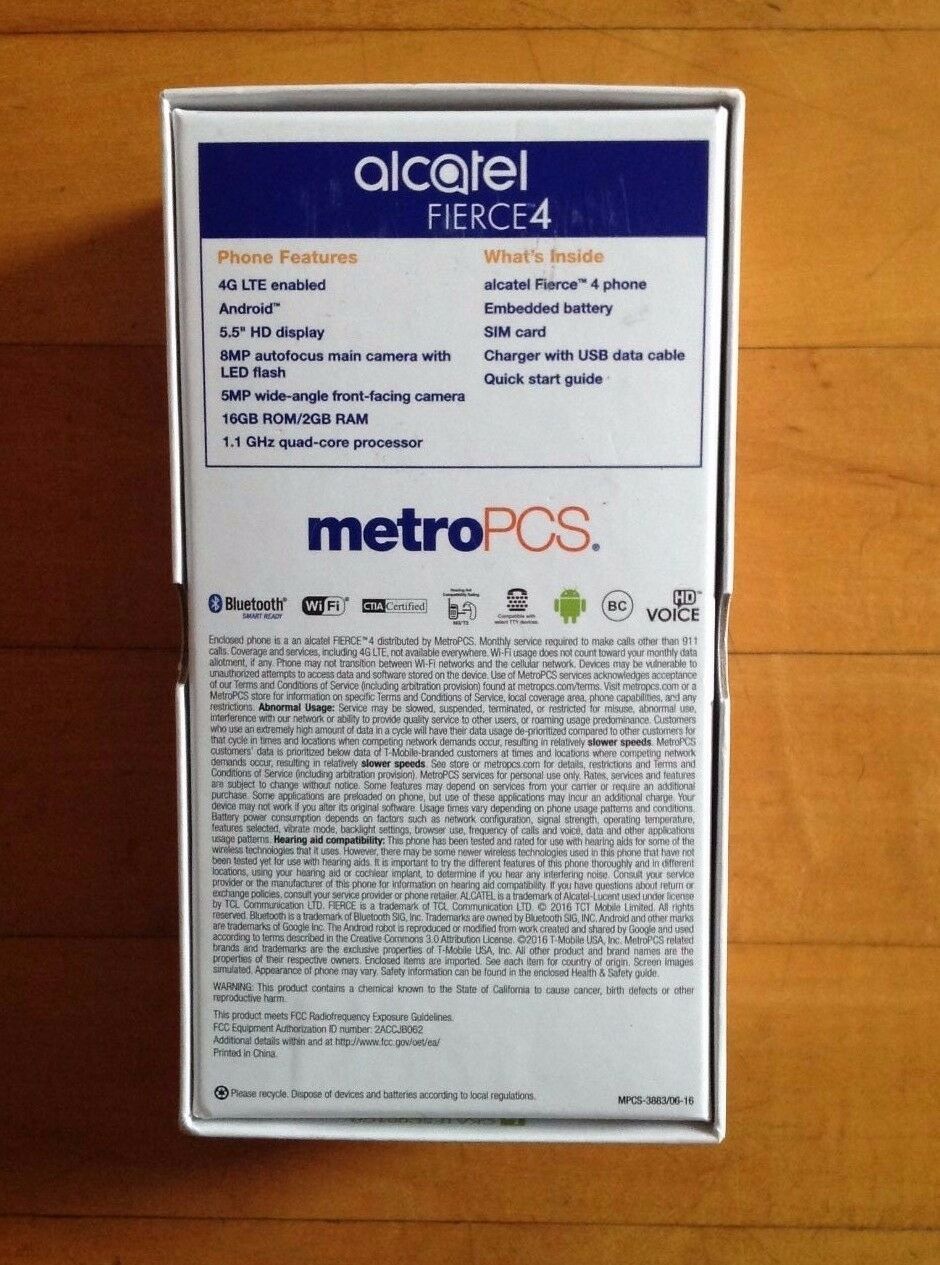 alcatel
FIERCE™4
Phone Features
4G LTE enabled
Android™
5.5" HD display
8MP autofocus main camera with
LED flash
5MP wide-angle front-facing camera
16GB ROM/2GB RAM
1.1 GHz quad-core processor
What's Inside
alcatel Fierce™ 4 phone
Embedded battery
SIM card
Charger with USB data cable
Quick start guide
metroPCS®
Bluetooth®
SMART READY
Wi Fi®
CTIA Certified
Hearing Aid
Compatibility Rating
M3/T3
Compatible with
select TTY devices
BC
HD™
VOICE
Enclosed phone is a an alcatel FIERCE™4 distributed by MetroPCS. Monthly service required to make calls other than 911
calls. Coverage and services, including 4G LTE, not available everywhere. Wi-Fi usage does not count toward your monthly data
allotment, if any. Phone may not transition between Wi-Fi networks and the cellular network. Devices may be vulnerable to
unauthorized attempts to access data and software stored on the device. Use of MetroPCS services acknowledges acceptance
of our Terms and Conditions of Service (including arbitration provision) found at metropcs.com/terms. Visit metropcs.com or a
MetroPCS store for information on specific Terms and Conditions of Service, local coverage area, phone capabilities, and any
restrictions. Abnormal Usage: Service may be slowed, suspended, terminated, or restricted for misuse, abnormal use,
interference with our network or ability to provide quality service to other users, or roaming usage predominance. Customers
who use an extremely high amount of data in a cycle will have their data usage de-prioritized compared to other customers for
that cycle in times and locations when competing network demands occur, resulting in relatively slower speeds. MetroPCS
customers' data is prioritized below data of T-Mobile-branded customers at times and locations where competing network
demands occur, resulting in relatively slower speeds. See store or metropcs.com for details, restrictions and Terms and
Conditions of Service (including arbitration provision). MetroPCS services for personal use only. Rates, services and features
are subject to change without notice. Some features may depend on services from your carrier or require an additional
purchase. Some applications are preloaded on phone, but use of these applications may incur an additional charge. Your
device may not work if you alter its original software. Usage times vary depending on phone usage patterns and conditions.
Battery power consumption depends on factors such as network configuration, signal strength, operating temperature,
features selected, vibrate mode, backlight settings, browser use, frequency of calls and voice, data and other applications
usage patterns. Hearing aid compatibility: This phone has been tested and rated for use with hearing aids for some of the
wireless technologies that it uses. However, there may be some newer wireless technologies used in this phone that have not
been tested yet for use with hearing aids. It is important to try the different features of this phone thoroughly and in different
locations, using your hearing aid or cochlear implant, to determine if you hear any interfering noise. Consult your service
provider or the manufacturer of this phone for information on hearing aid compatibility. If you have questions about return or
exchange policies, consult your service provider or phone retailer. ALCATEL is a trademark of Alcatel-Lucent used under license
by TCL Communication LTD. FIERCE is a trademark of TCL Communication LTD. © 2016 TCT Mobile Limited. All rights
reserved. Bluetooth is a trademark of Bluetooth SIG, Inc. Trademarks are owned by Bluetooth SIG, INC. Android and other marks
are trademarks of Google Inc. The Android robot is reproduced or modified from work created and shared by Google and used
according to terms described in the Creative Commons 3.0 Attribution License. ©2016 T-Mobile USA, Inc. MetroPCS related
brands and trademarks are the exclusive properties of T-Mobile USA, Inc. All other product and brand names are the
properties of their respective owners. Enclosed items are imported. See each item for country of origin. Screen Images
simulated. Appearance of phone may vary. Safety information can be found in the enclosed Health & Safety guide.
WARNING: This product contains a chemical known to the State of California to cause cancer, birth defects or other
reproductive harm.
This product meets FCC Radiofrequency Exposure Guidelines.
FCC Equipment Authorization ID number: 2ACCJB062
Additional details within and at http://www.fcc.gov/oet/ea/
Printed in China.
Please recycle. Dispose of devices and batteries according to local regulations.
MPCS-3883/06-16